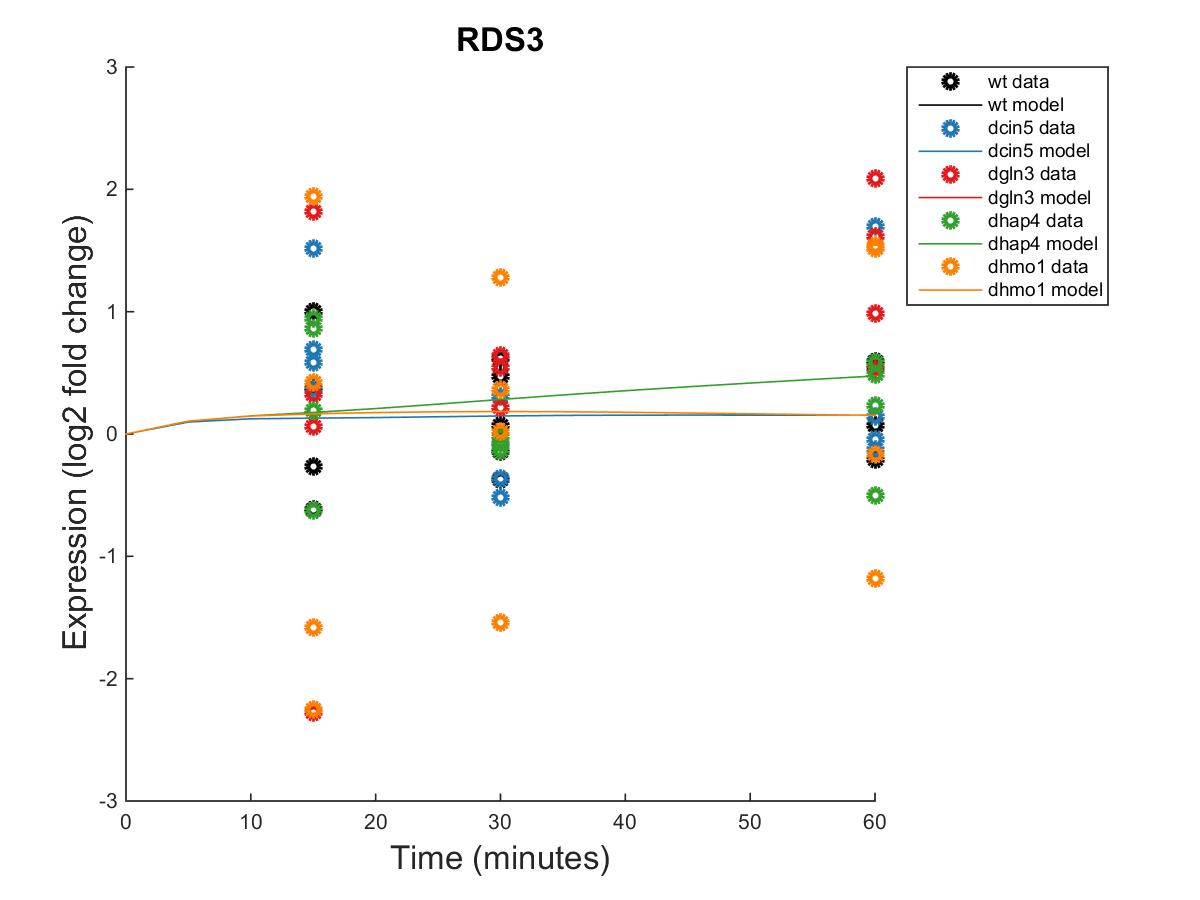 RDS3
3
2
1
0
-1
-2
-3
Expression (log2 fold change)
0 10 20 30 40 50 60
Time (minutes)
wt data
wt model
dcin5 data
dcin5 model
dgln3 data
dgln3 model
dhap4 data
dhap4 model
dhmo1 data
dhmo1 model